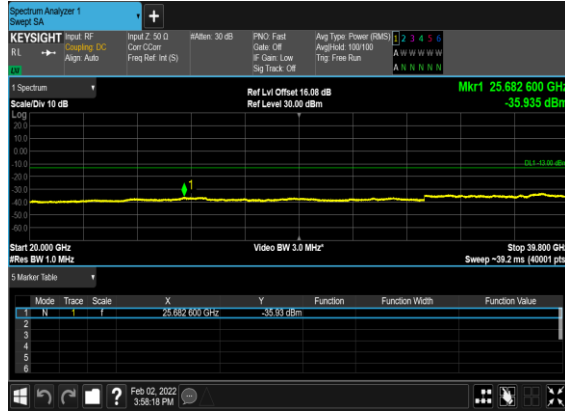 Spectrum Analyzer 1
Swept SA
+
KEYSIGHT Input: RF Input Z: 50 Ω #Atten: 30 dB PNO: Fast Avg Type: Power (RMS) 1 2 3 4 5 6
RL Coupling: DC Corr CCorr Gate: Off Avg|Hold: 100/100 A W W W W W
Align: Auto Freq Ref: Int (S) IF Gain: Low Trig: Free Run
Sig Track: Off A N N N N N
1 Spectrum Ref Lvl Offset 16.08 dB Mkr1 25.682 600 GHz
Scale/Div 10 dB Ref Level 30.00 dBm -35.935 dBm
Log
20.0
10.0
0.00
-10.0 DL1 -13.00 dBm
-20.0
-30.0 1
-40.0
-50.0
-60.0
Start 20.000 GHz Video BW 3.0 MHz* Stop 39.800 GHz
#Res BW 1.0 MHz Sweep ~39.2 ms (40001 pts)
5 Marker Table
Mode Trace Scale X Y Function Function Width Function Value
1 N 1 f 25.682 600 GHz -35.93 dBm
2
3
4
5
6
? Feb 02, 2022
3:58:18 PM